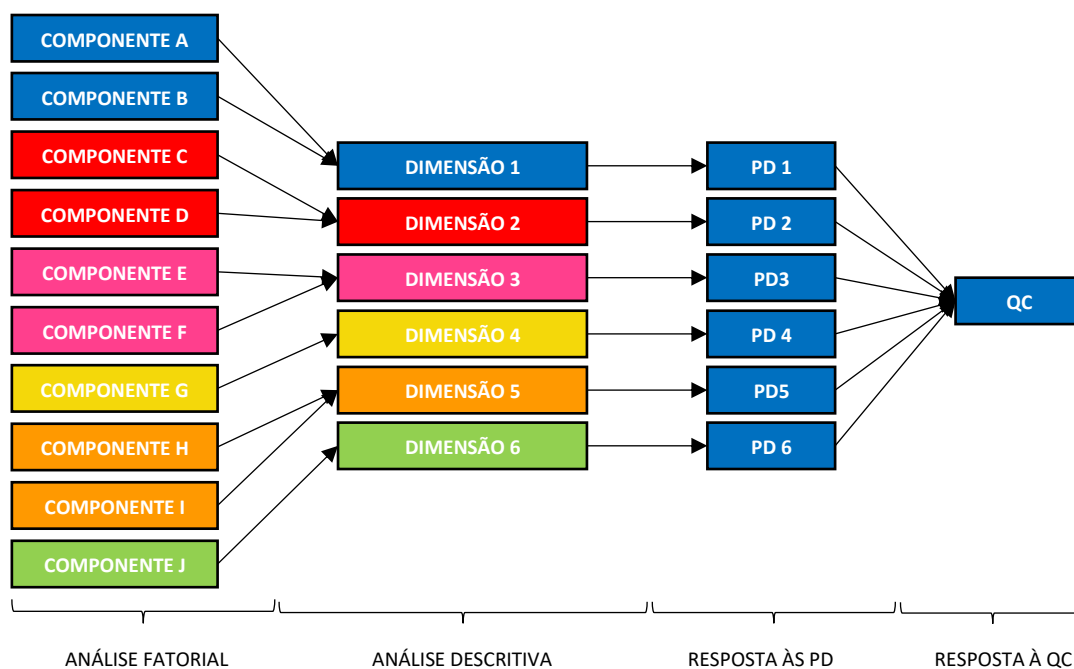 COMPONENTE A
COMPONENTE B
COMPONENTE C
COMPONENTE D
COMPONENTE E
COMPONENTE F
COMPONENTE G
COMPONENTE H
COMPONENTE I
COMPONENTE J
DIMENSÃO 1
DIMENSÃO 2
DIMENSÃO 3
DIMENSÃO 4
DIMENSÃO 5
DIMENSÃO 6
PD 1
PD 2
PD3
PD 4
PD5
PD 6
QC
ANÁLISE FATORIAL
ANÁLISE DESCRITIVA
RESPOSTA ÀS PD
RESPOSTA À QC